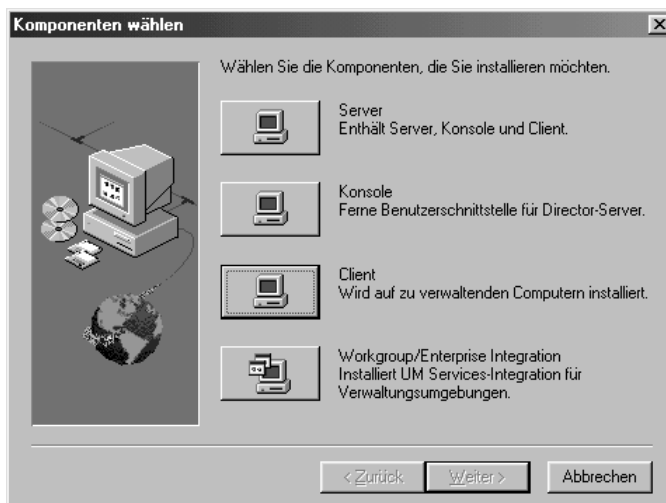 Komponenten wählen
Wählen Sie die Komponenten, die Sie installieren möchten.
Server
Enthält Server, Konsole und Client.
Konsole
Ferne Benutzerschnittstelle für Director-Server.
Client
Wird auf zu verwaltenden Computern installiert.
Workgroup/Enterprise Integration
Installiert UM Services-Integration für
Verwaltungsumgebungen.
< Zurück
Weiter >
Abbrechen